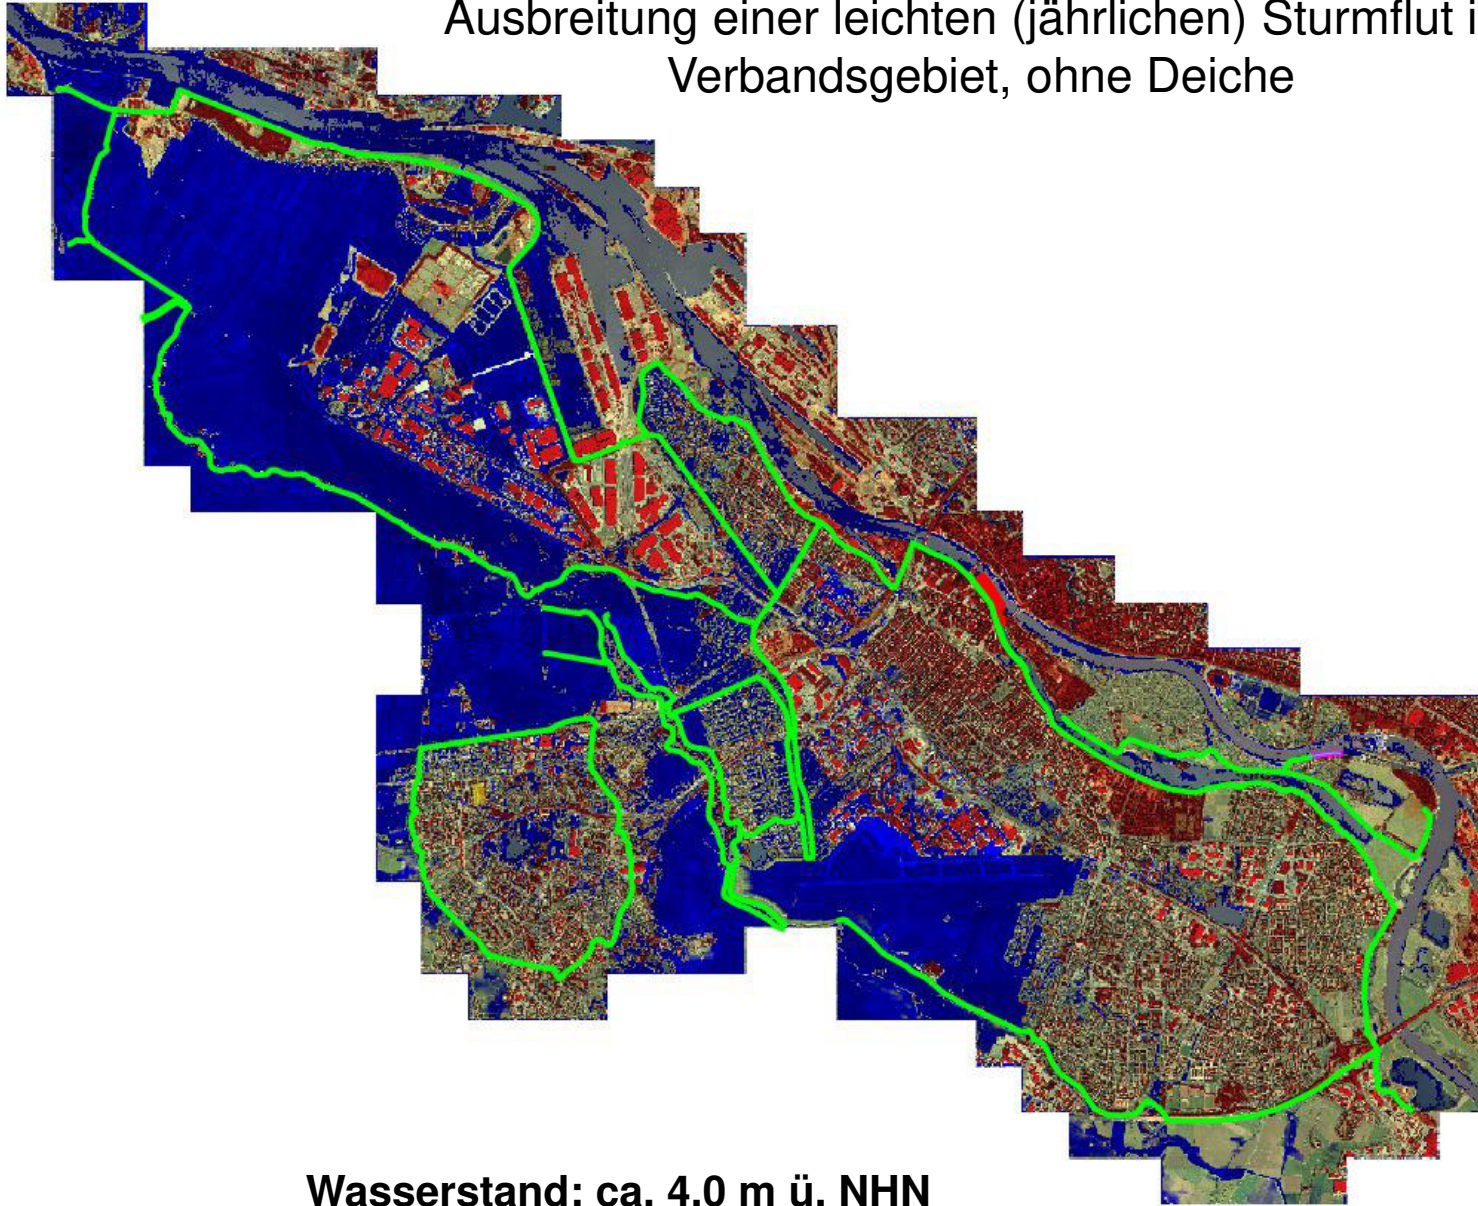 Ausbreitung einer leichten (jährlichen) Sturmflut i
Verbandsgebiet, ohne Deiche
Wasserstand: ca. 4.0 m ü. NHN